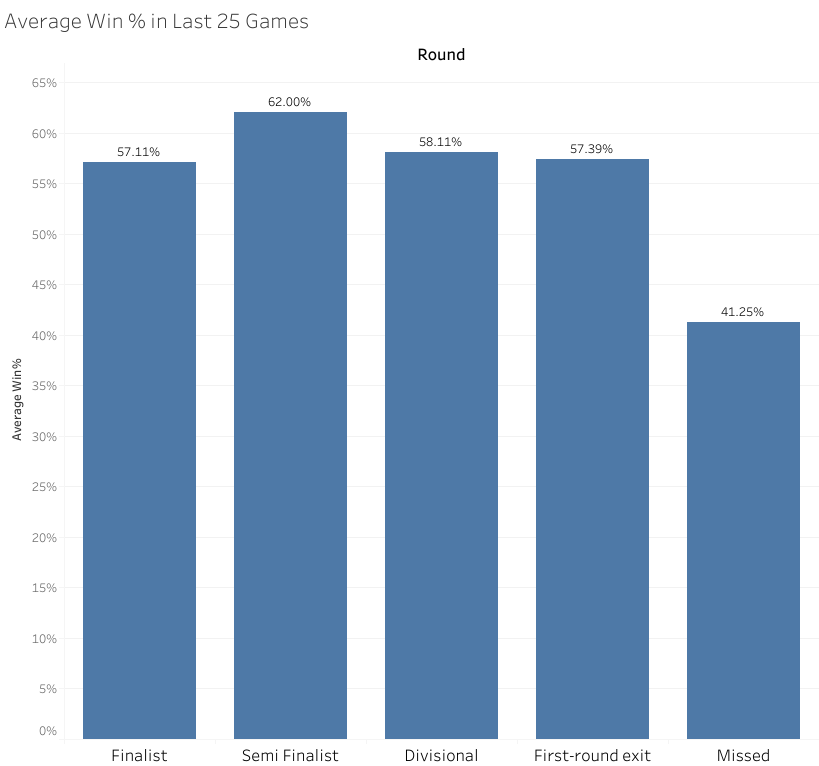 Average Win % in Last 25 Games
Round
65%
60%
55%
50%
45%
40%
35%
30%
25%
20%
15%
10%
5%
0%
Average Win%
57.11%
62.00%
58.11%
57.39%
41.25%
Finalist
Semi Finalist
Divisional
First-round exit
Missed